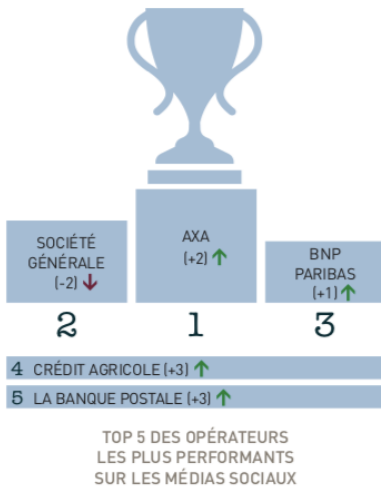 SOCIÉTÉ
GÉNÉRALE
(-2) ↓
AXA
(+2) ↑
BNP
PARIBAS
(+1) ↑
2
1
3
4 CRÉDIT AGRICOLE (+3) ↑
5 LA BANQUE POSTALE (+3) ↑
TOP 5 DES OPÉRATEURS
LES PLUS PERFORMANTS
SUR LES MÉDIAS SOCIAUX